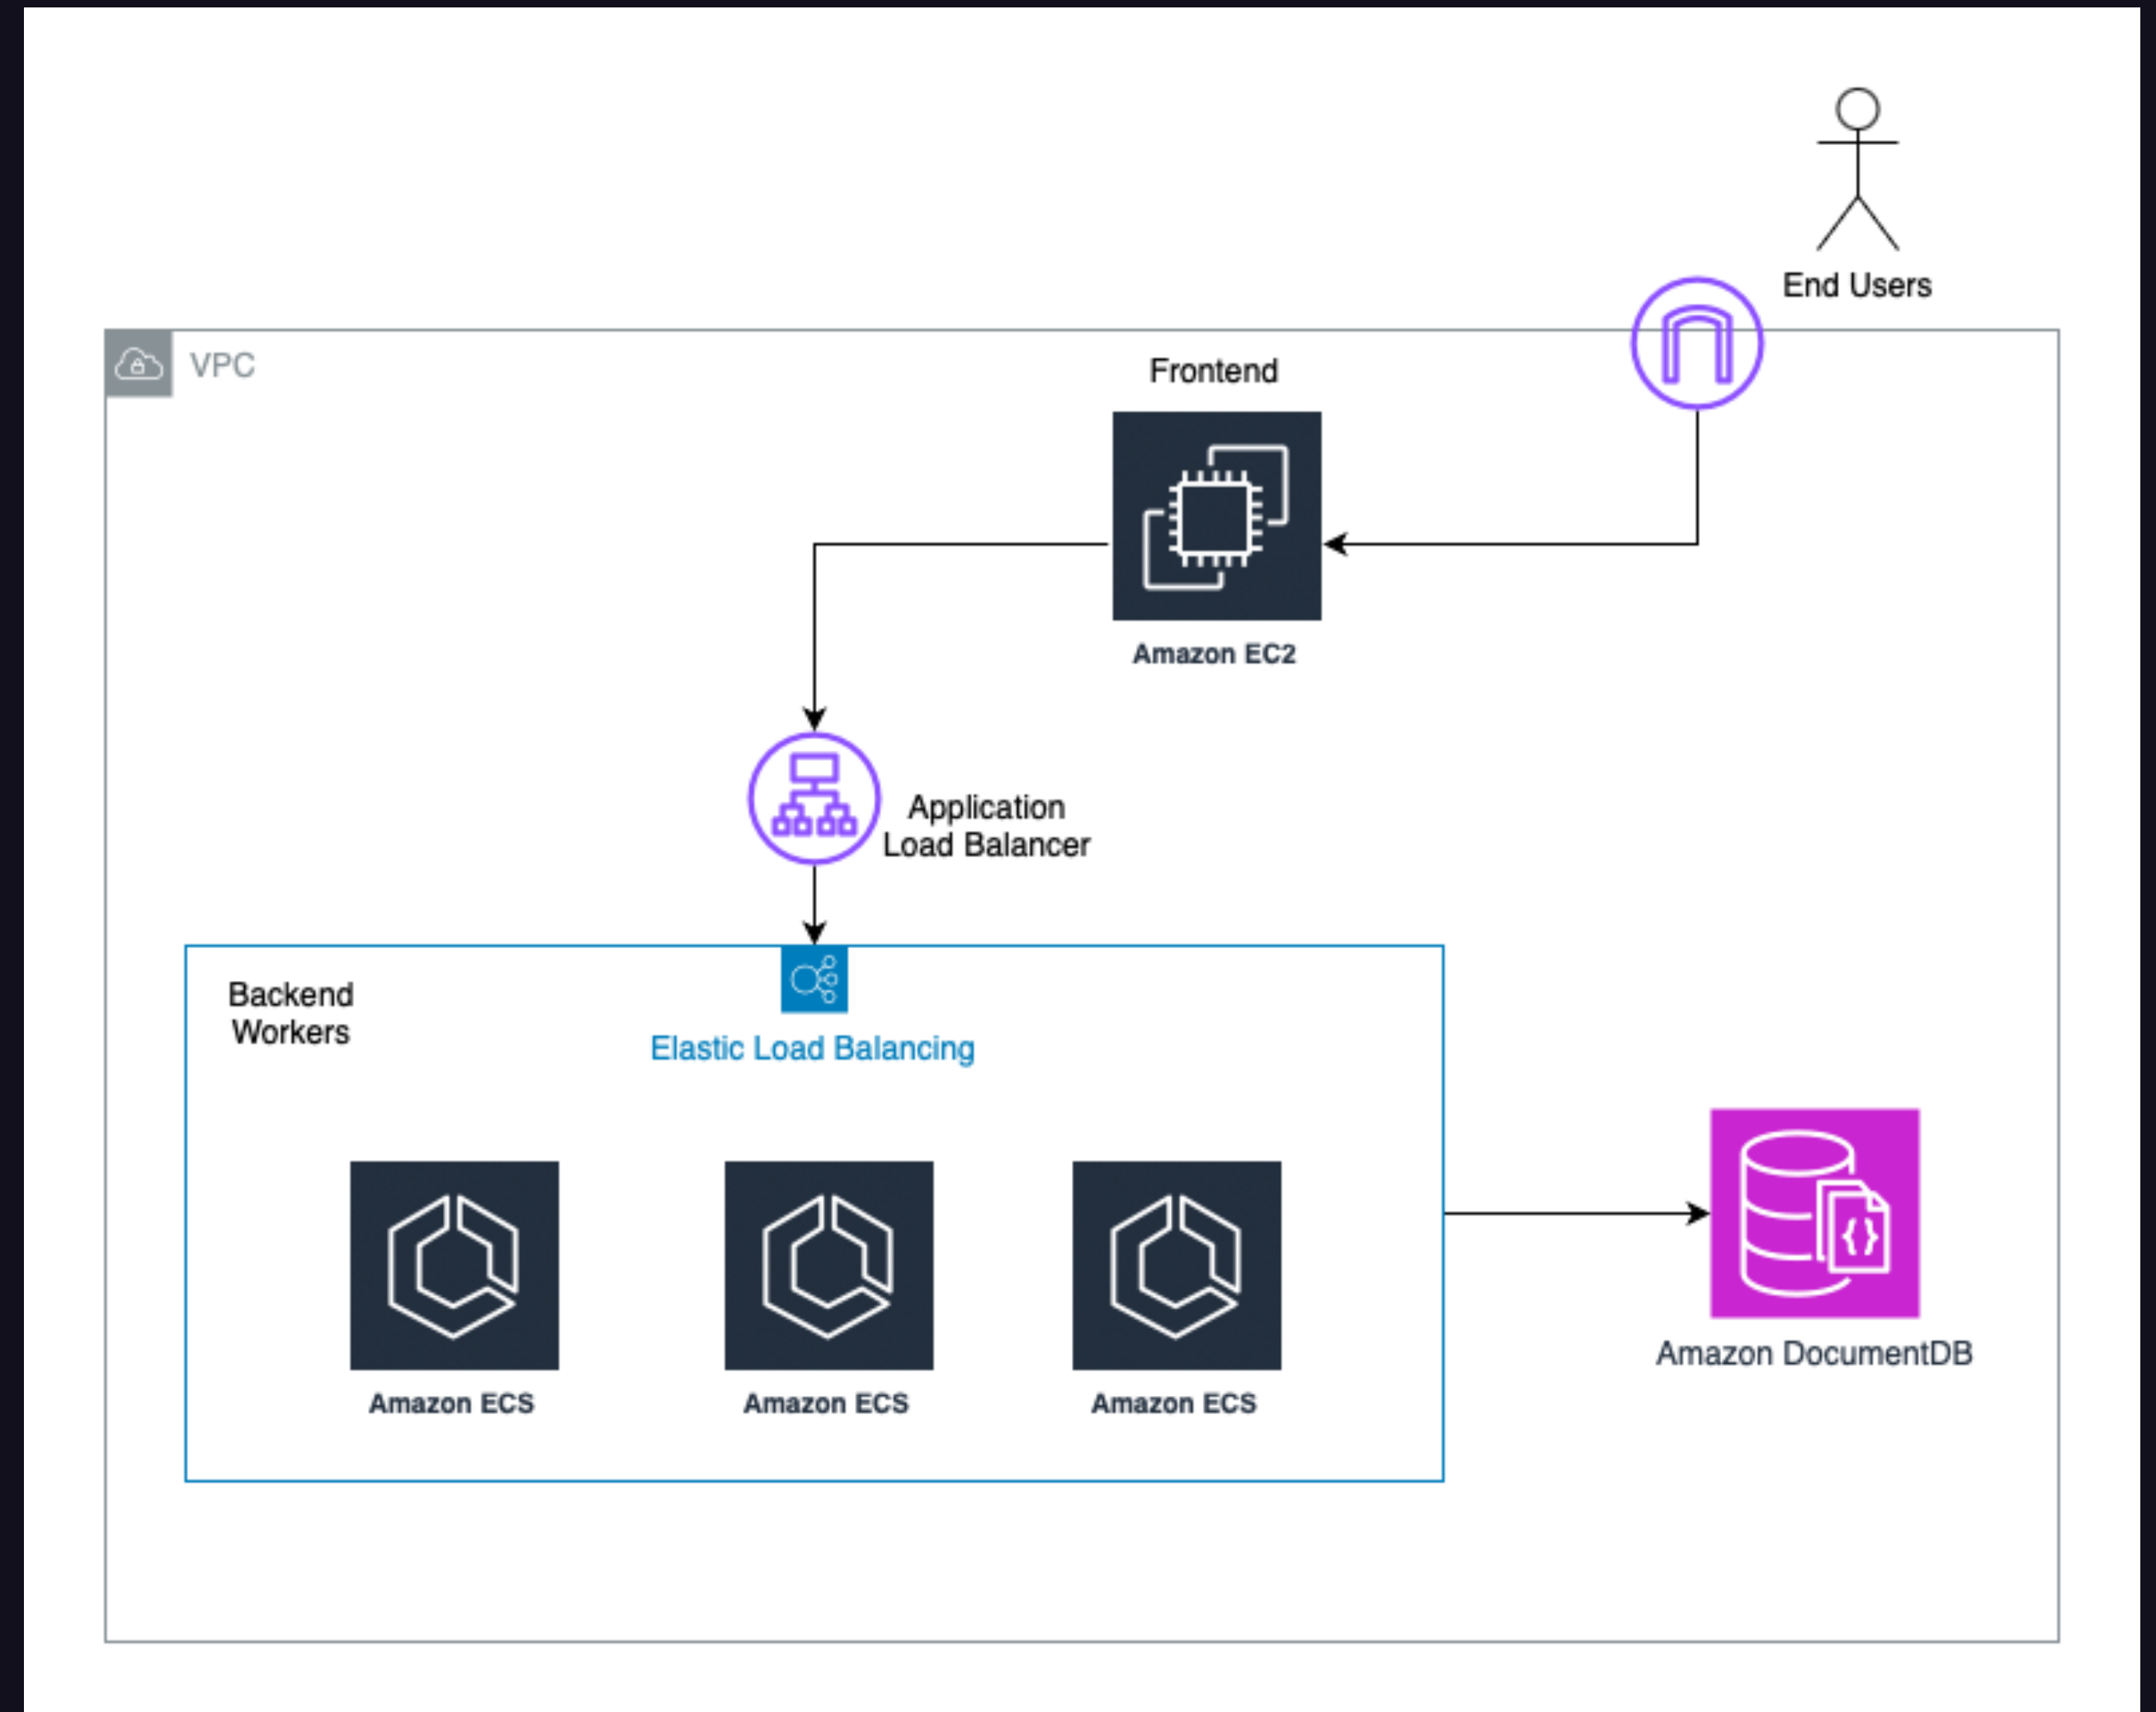 End Users
VPC
Frontend
Amazon EC2
Application
Load Balancer
Backend
Workers
Elastic Load Balancing
Amazon ECS
Amazon ECS
Amazon ECS
Amazon DocumentDB